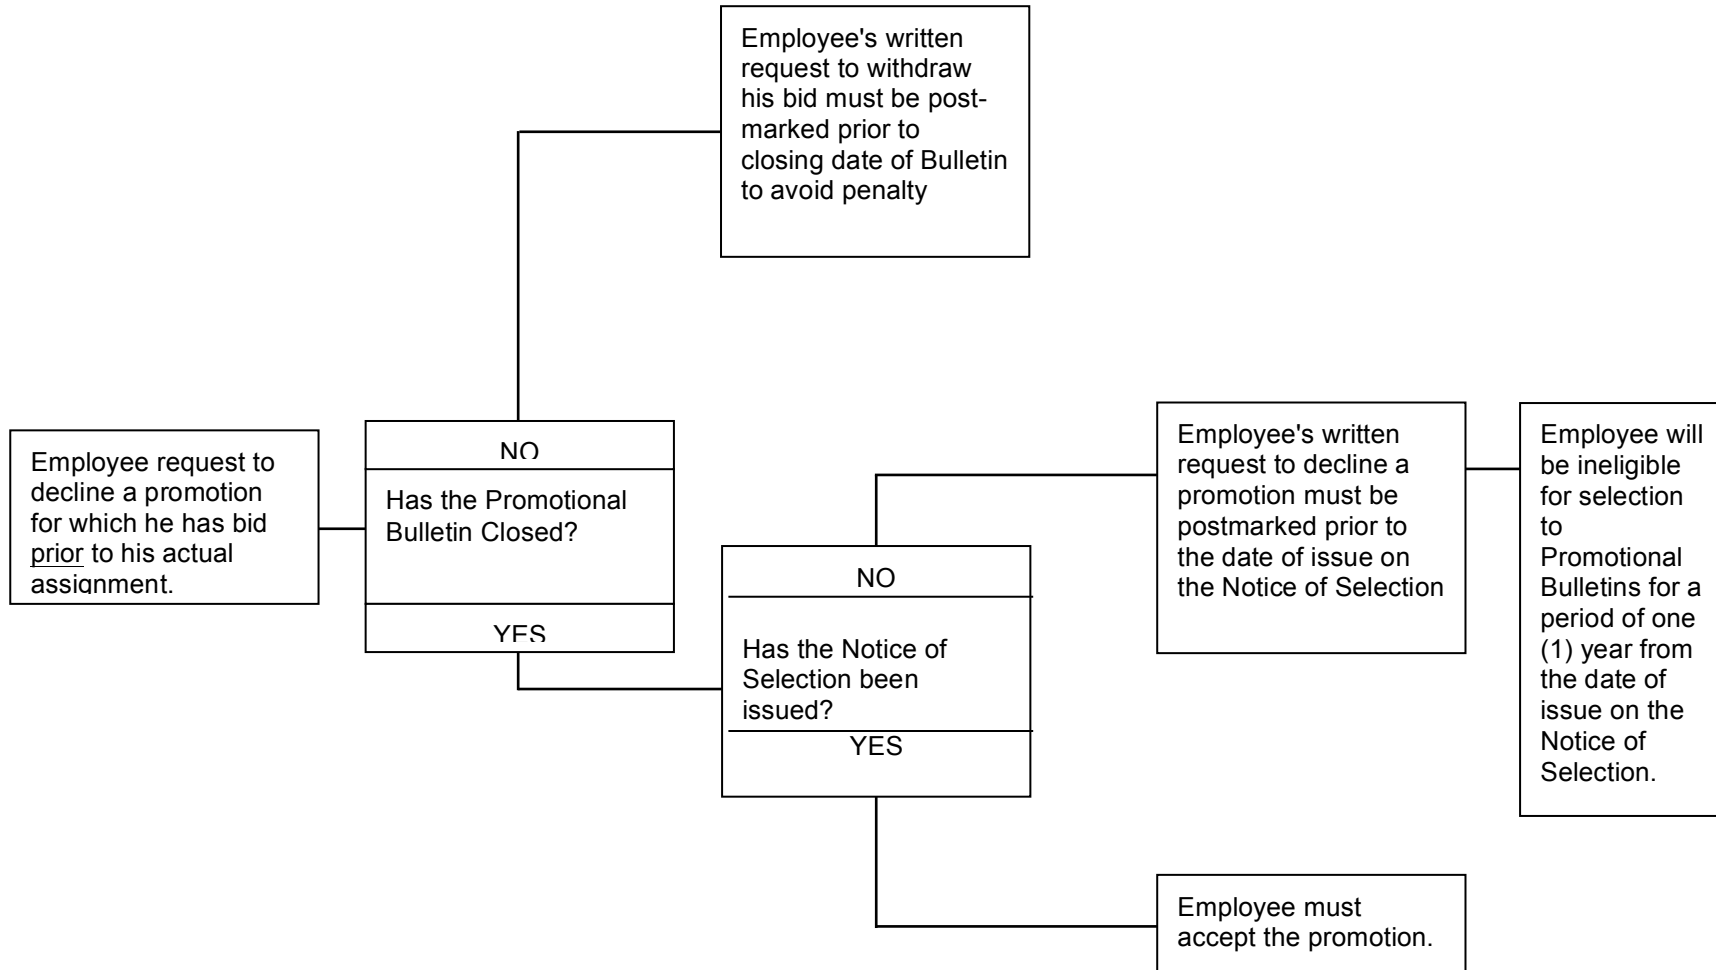 Employee's written
request to withdraw
his bid must be post-
marked prior to
closing date of Bulletin
to avoid penalty
Employee request to
decline a promotion
for which he has bid
prior to his actual
assignment.
NO
Has the Promotional
Bulletin Closed?
YES
NO
Has the Notice of
Selection been
issued?
YES
Employee's written
request to decline a
promotion must be
postmarked prior to
the date of issue on
the Notice of Selection
Employee will
be ineligible
for selection
to
Promotional
Bulletins for a
period of one
(1) year from
the date of
issue on the
Notice of
Selection.
Employee must
accept the promotion.